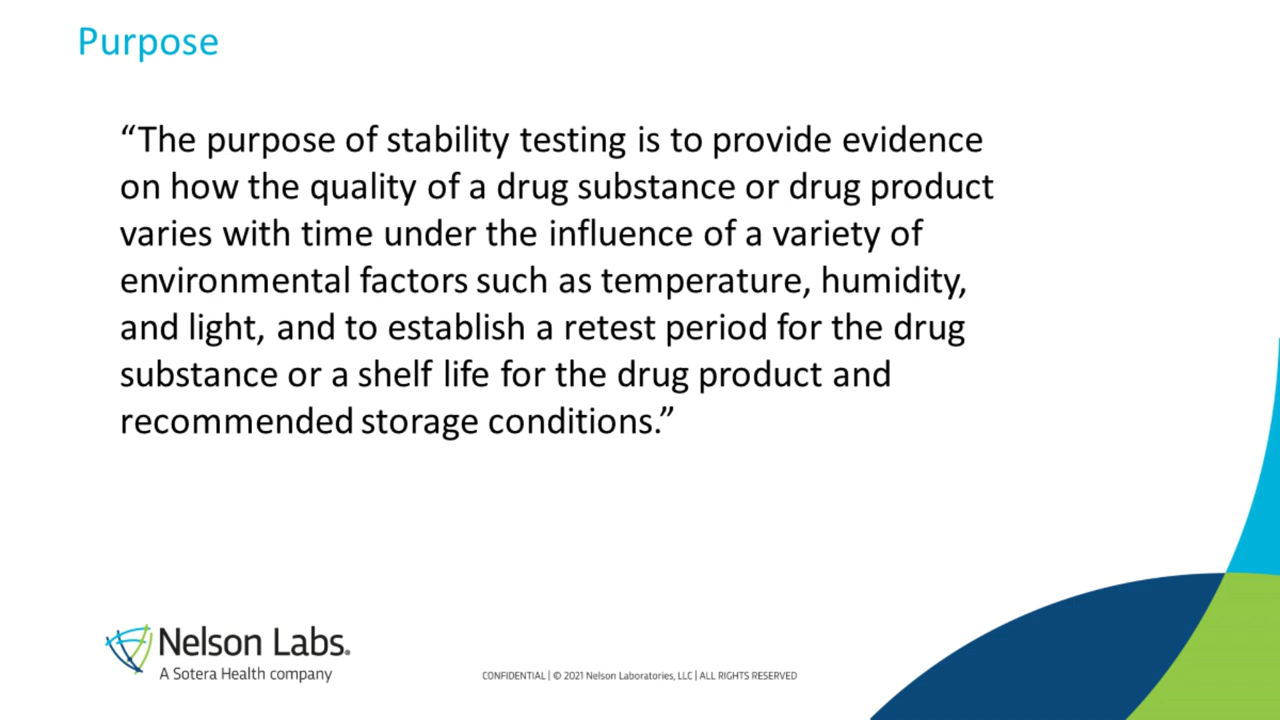 Purpose
“The purpose of stability testing is to provide evidence
on how the quality of a drug substance or drug product
varies with time under the influence of a variety of
environmental factors such as temperature, humidity,
and light, and to establish a retest period for the drug
substance or a shelf life for the drug product and
recommended storage conditions.”
Nelson Labs®
A Sotera Health company
CONFIDENTIAL | © 2021 Nelson Laboratories, LLC | ALL RIGHTS RESERVED